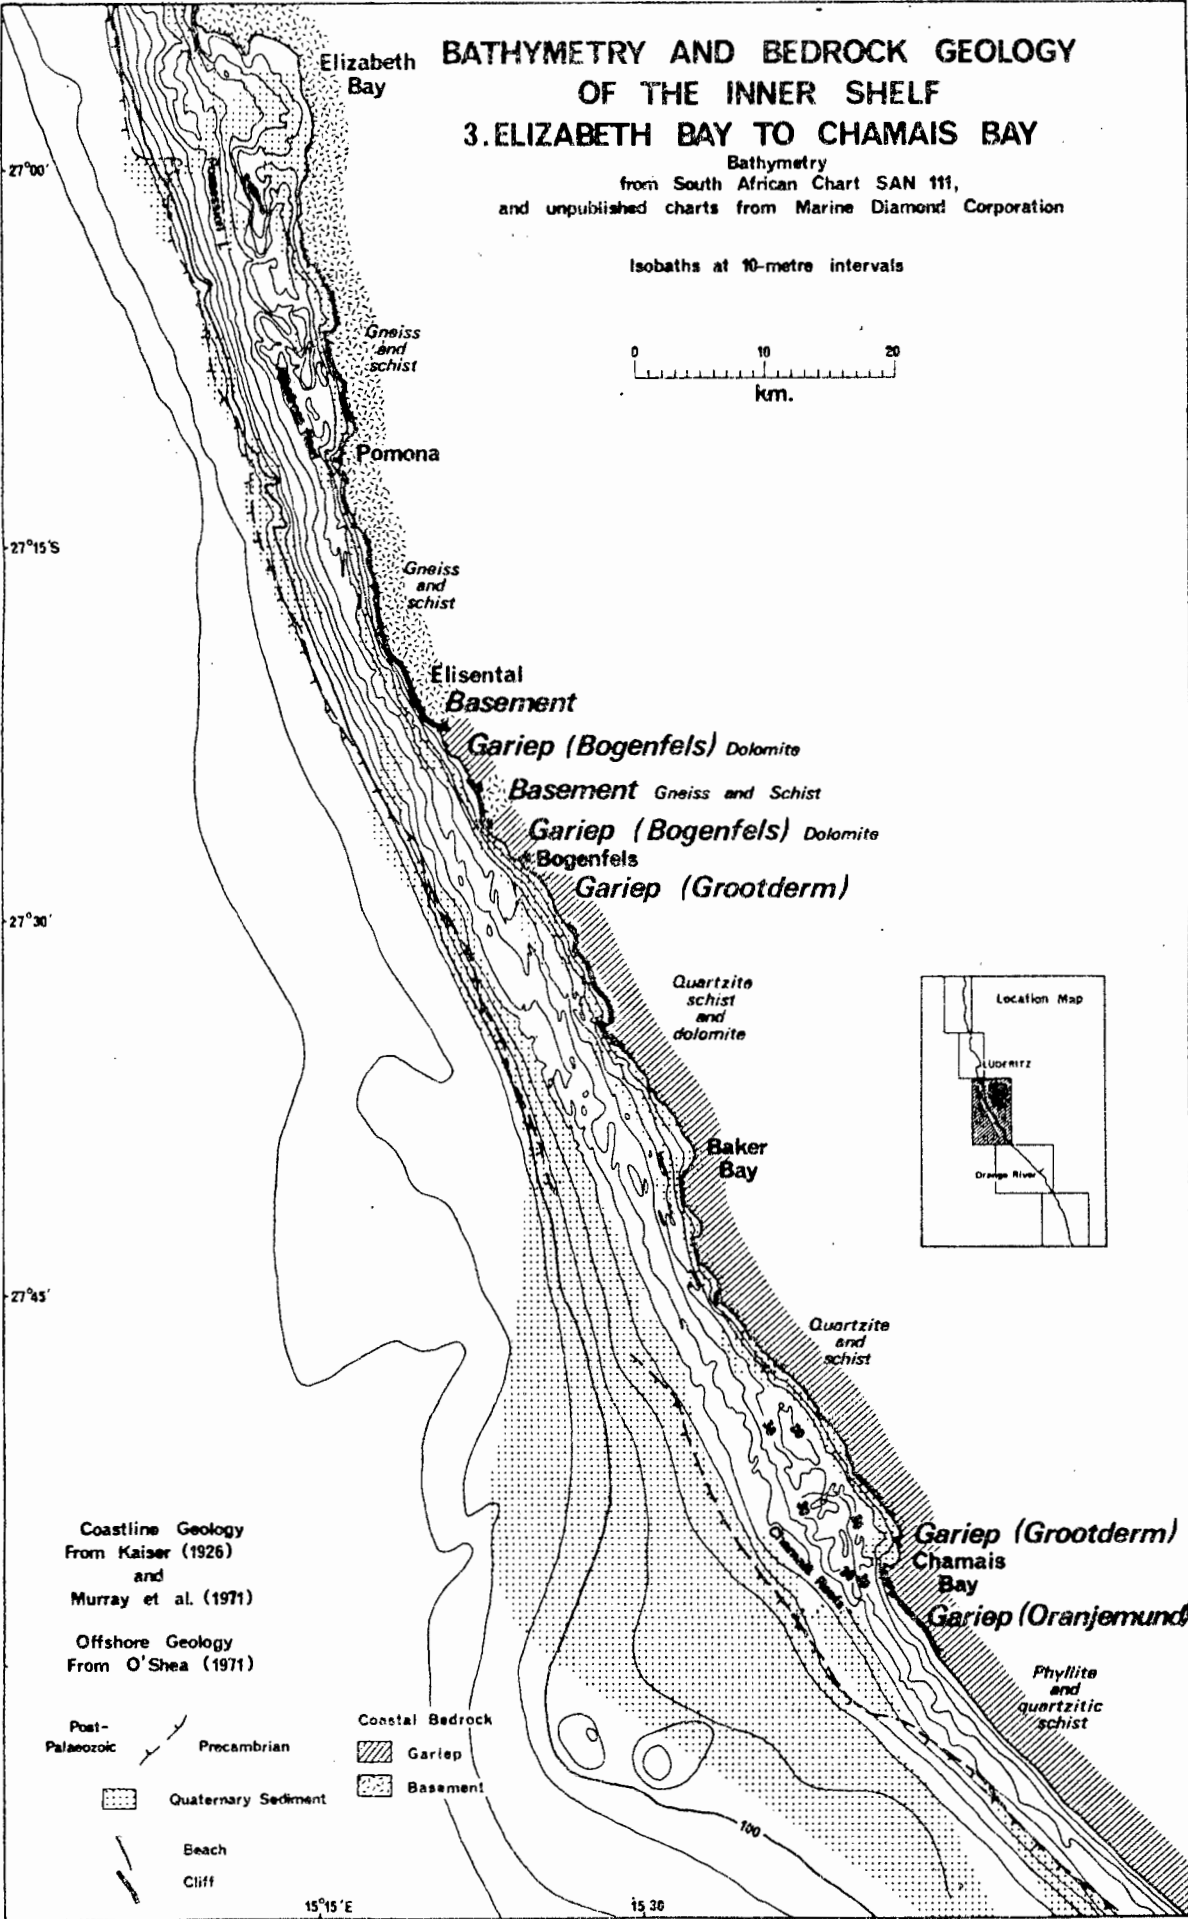 BATHYMETRY AND BEDROCK GEOLOGY
OF THE INNER SHELF
3. ELIZABETH BAY TO CHAMAIS BAY
Bathymetry
from South African Chart SAN 111,
and unpublished charts from Marine Diamond Corporation
Isobaths at 10-metre intervals
0 10 20
km.
Elizabeth
Bay
27°00'
Possession I.
Gneiss
and
schist
Pomona
27°15'S
Gneiss
and
schist
Elisental
Basement
Gariep (Bogenfels) Dolomite
Basement Gneiss and Schist
Gariep (Bogenfels) Dolomite
Bogenfels
Gariep (Grootderm)
27°30'
Quartzite
schist
and
dolomite
Location Map
LUDERITZ
Orange River
Baker
Bay
27°45'
Quartzite
and
schist
Chamais Reefs
Gariep (Grootderm)
Chamais
Bay
Gariep (Oranjemund)
Phyllite
and
quartzitic
schist
Coastline Geology
From Kaiser (1926)
and
Murray et al. (1971)
Offshore Geology
From O'Shea (1971)
Post-
Palaeozoic
Precambrian
Quaternary Sediment
Beach
Cliff
Coastal Bedrock
Gariep
Basement
100
15°15'E
15 30